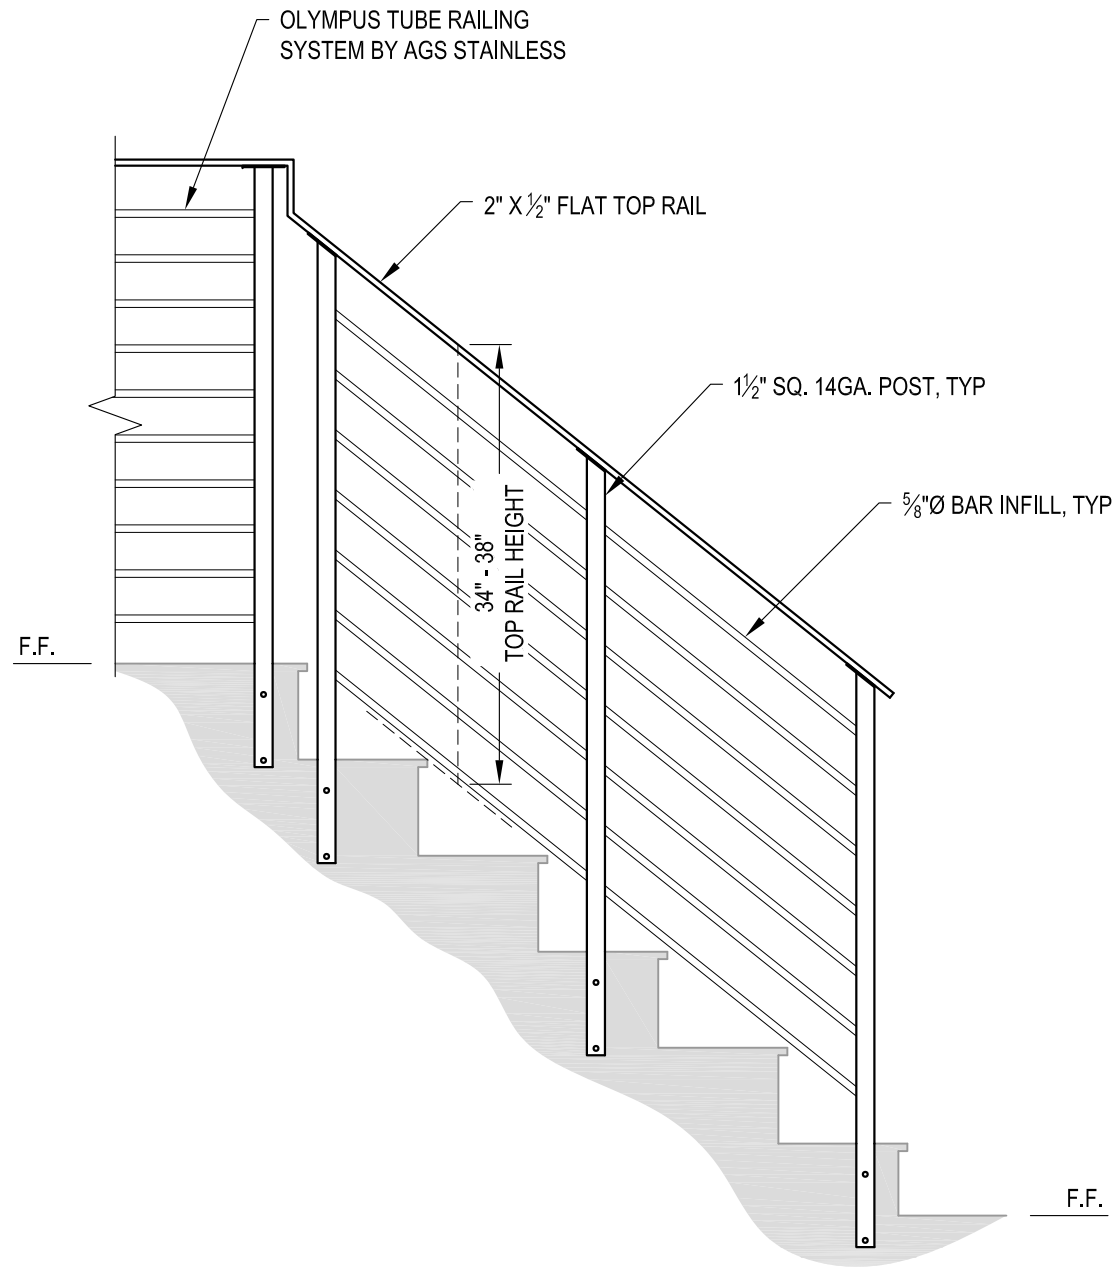 OLYMPUS TUBE RAILING
SYSTEM BY AGS STAINLESS
2" X ½" FLAT TOP RAIL
1½" SQ. 14GA. POST, TYP
⅝"Ø BAR INFILL, TYP
34" - 38"
TOP RAIL HEIGHT
F.F.
F.F.